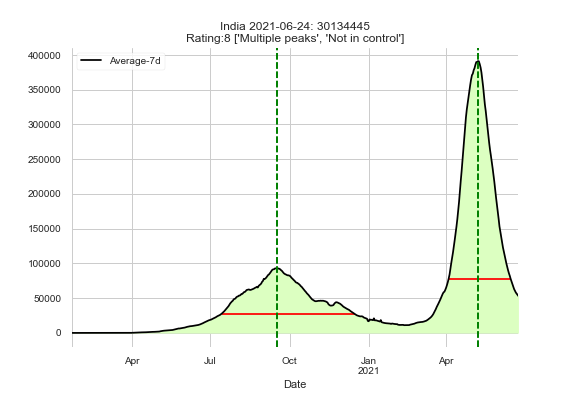 India 2021-06-24: 30134445
Rating:8 ['Multiple peaks', 'Not in control']
Average-7d
400000
350000
300000
250000
200000
150000
100000
50000
0
Apr Jul Oct Jan Apr
2021
Date